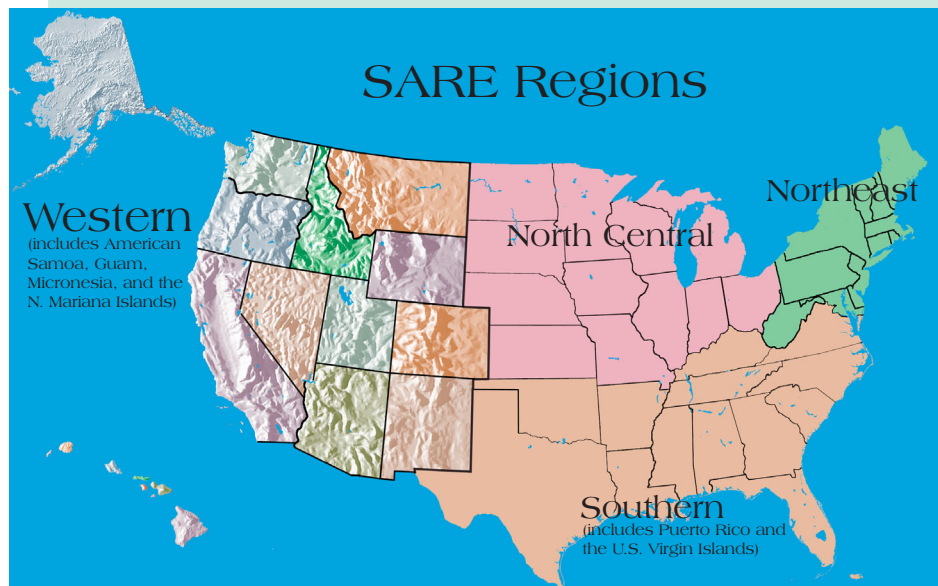 SARE Regions
Northeast
Western
(includes American
Samoa, Guam,
Micronesia, and the
N. Mariana Islands)
North Central
Southern
(includes Puerto Rico and
the U.S. Virgin Islands)